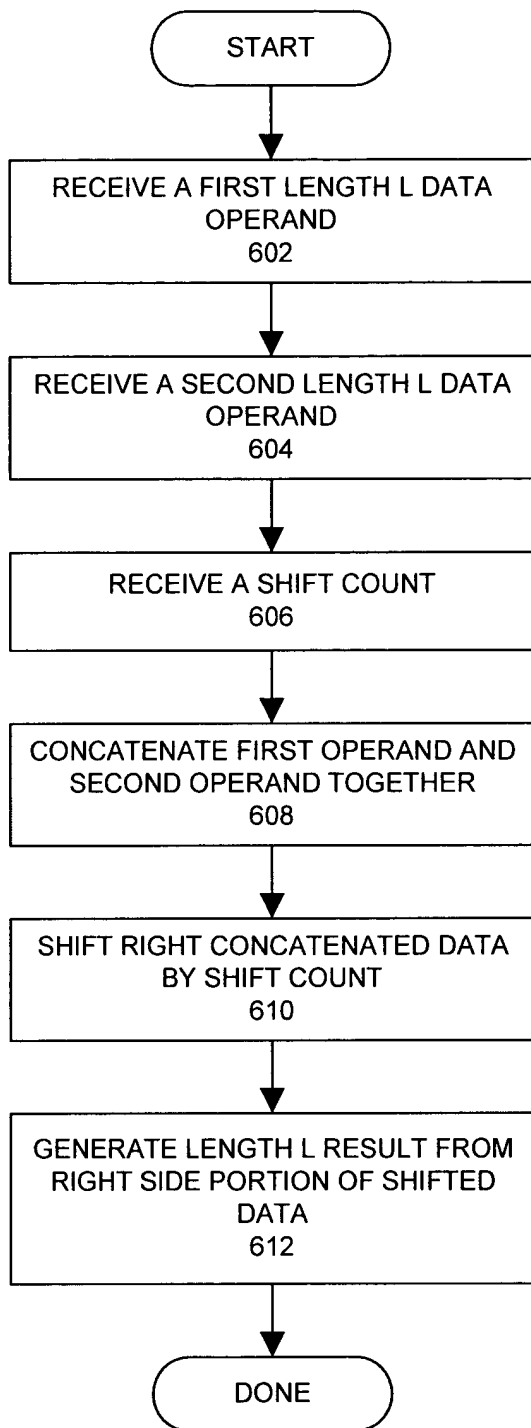 START
RECEIVE A FIRST LENGTH L DATA
OPERAND
602
RECEIVE A SECOND LENGTH L DATA
OPERAND
604
RECEIVE A SHIFT COUNT
606
CONCATENATE FIRST OPERAND AND
SECOND OPERAND TOGETHER
608
SHIFT RIGHT CONCATENATED DATA
BY SHIFT COUNT
610
GENERATE LENGTH L RESULT FROM
RIGHT SIDE PORTION OF SHIFTED
DATA
612
DONE